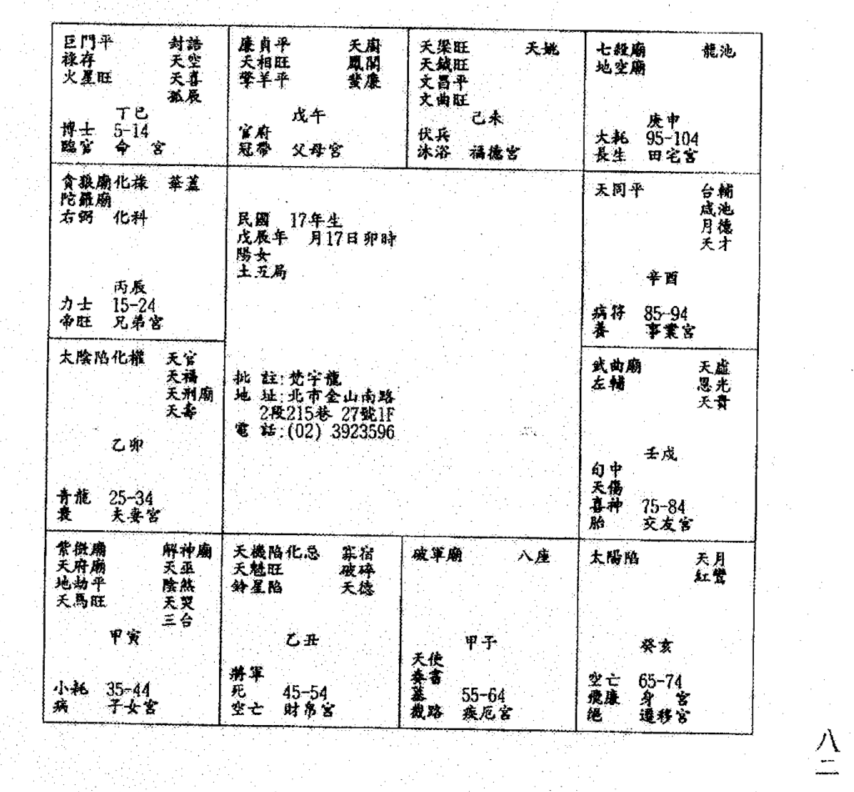 巨門平 封誥
祿存 天空
火星旺 天喜
孤辰
丁巳
博士 5-14
臨官 命 宮
廉貞平 天廚
天相旺 鳳閣
擎羊平 蜚廉
戊午
官府
冠帶 父母宮
天梁旺 天姚
天鉞旺
文昌平
文曲旺
己未
伏兵
沐浴 福德宮
七殺廟 龍池
地空廟
庚申
大耗 95-104
長生 田宅宮
貪狼廟化祿 華蓋
陀羅廟
右弼 化科
丙辰
力士 15-24
帝旺 兄弟宮
民國 17年生
戊辰年 月17日卯時
陽女
土五局
批 註:梵宇龍
地 址:北市金山南路
2段215巷 27號1F
電 話:(02) 3923596
天同平 台輔
咸池
月德
天才
辛酉
病符 85-94
養 事業宮
太陰陷化權 天官
天福
天刑廟
天壽
乙卯
青龍 25-34
衰 夫妻宮
武曲廟 天虛
左輔 恩光
天貴
壬戌
旬中
天傷
喜神 75-84
胎 交友宮
紫微廟 解神廟
天府廟 天巫
地劫平 陰煞
天馬旺 天哭
三台
甲寅
小耗 35-44
病 子女宮
天機陷化忌 寡宿
天魁旺 破碎
鈴星陷 天德
乙丑
將軍
死 45-54
空亡 財帛宮
破軍廟 八座
甲子
天使
奏書
墓 55-64
截路 疾厄宮
太陽陷 天月
紅鸞
癸亥
空亡 65-74
飛廉 身 宮
絕 遷移宮
八二